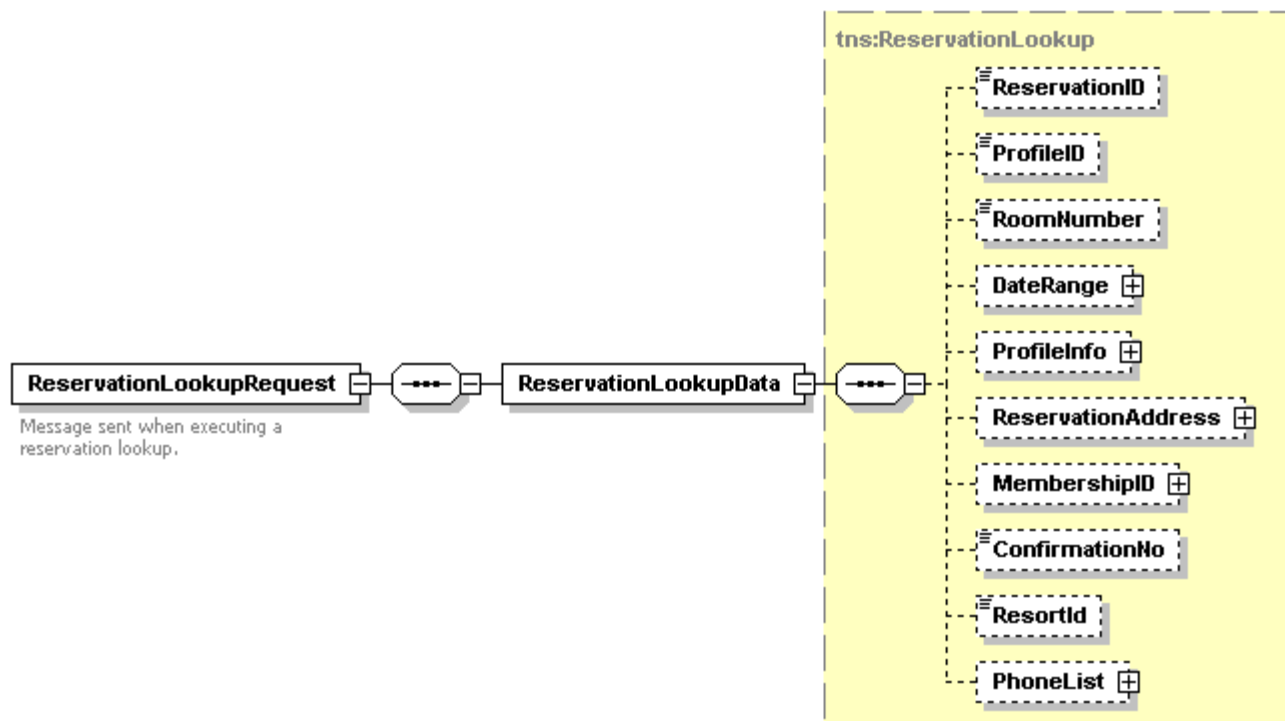 tns:ReservationLookup
ReservationID
ProfileID
RoomNumber
DateRange
ProfileInfo
ReservationLookupRequest
ReservationLookupData
Message sent when executing a
reservation lookup.
ReservationAddress
MembershipID
ConfirmationNo
ResortId
PhoneList